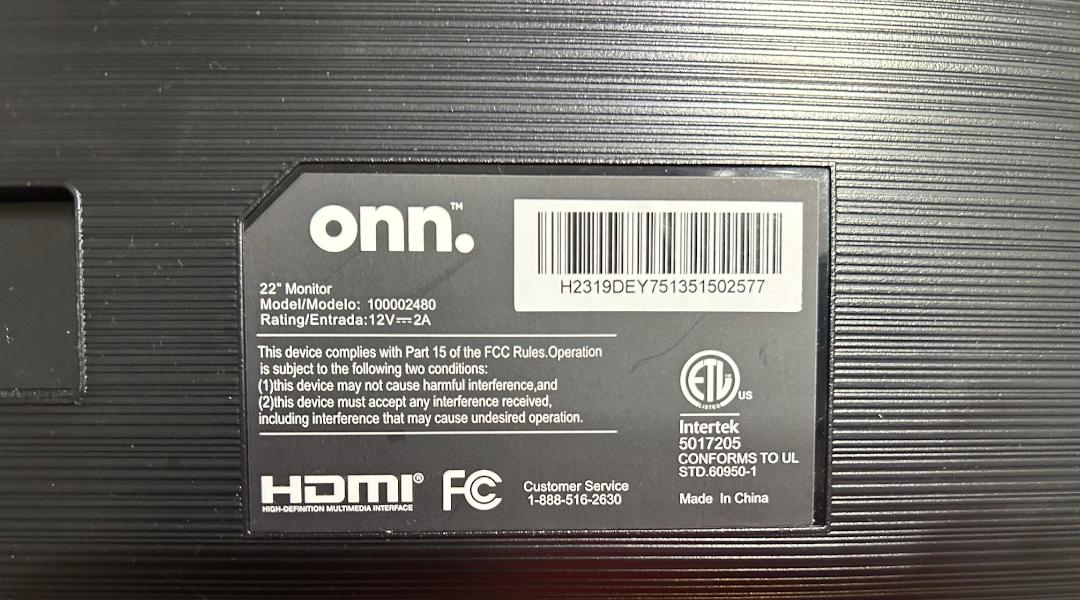 onn.™
H2319DEY751351502577
22" Monitor
Model/Modelo: 100002480
Rating/Entrada:12V⎓2A
This device complies with Part 15 of the FCC Rules.Operation
is subject to the following two conditions:
(1)this device may not cause harmful interference,and
(2)this device must accept any interference received,
including interference that may cause undesired operation.
ETL US
LISTED
Intertek
5017205
CONFORMS TO UL
STD.60950-1
HDMI®
HIGH-DEFINITION MULTIMEDIA INTERFACE
FC
Customer Service
1-888-516-2630
Made In China